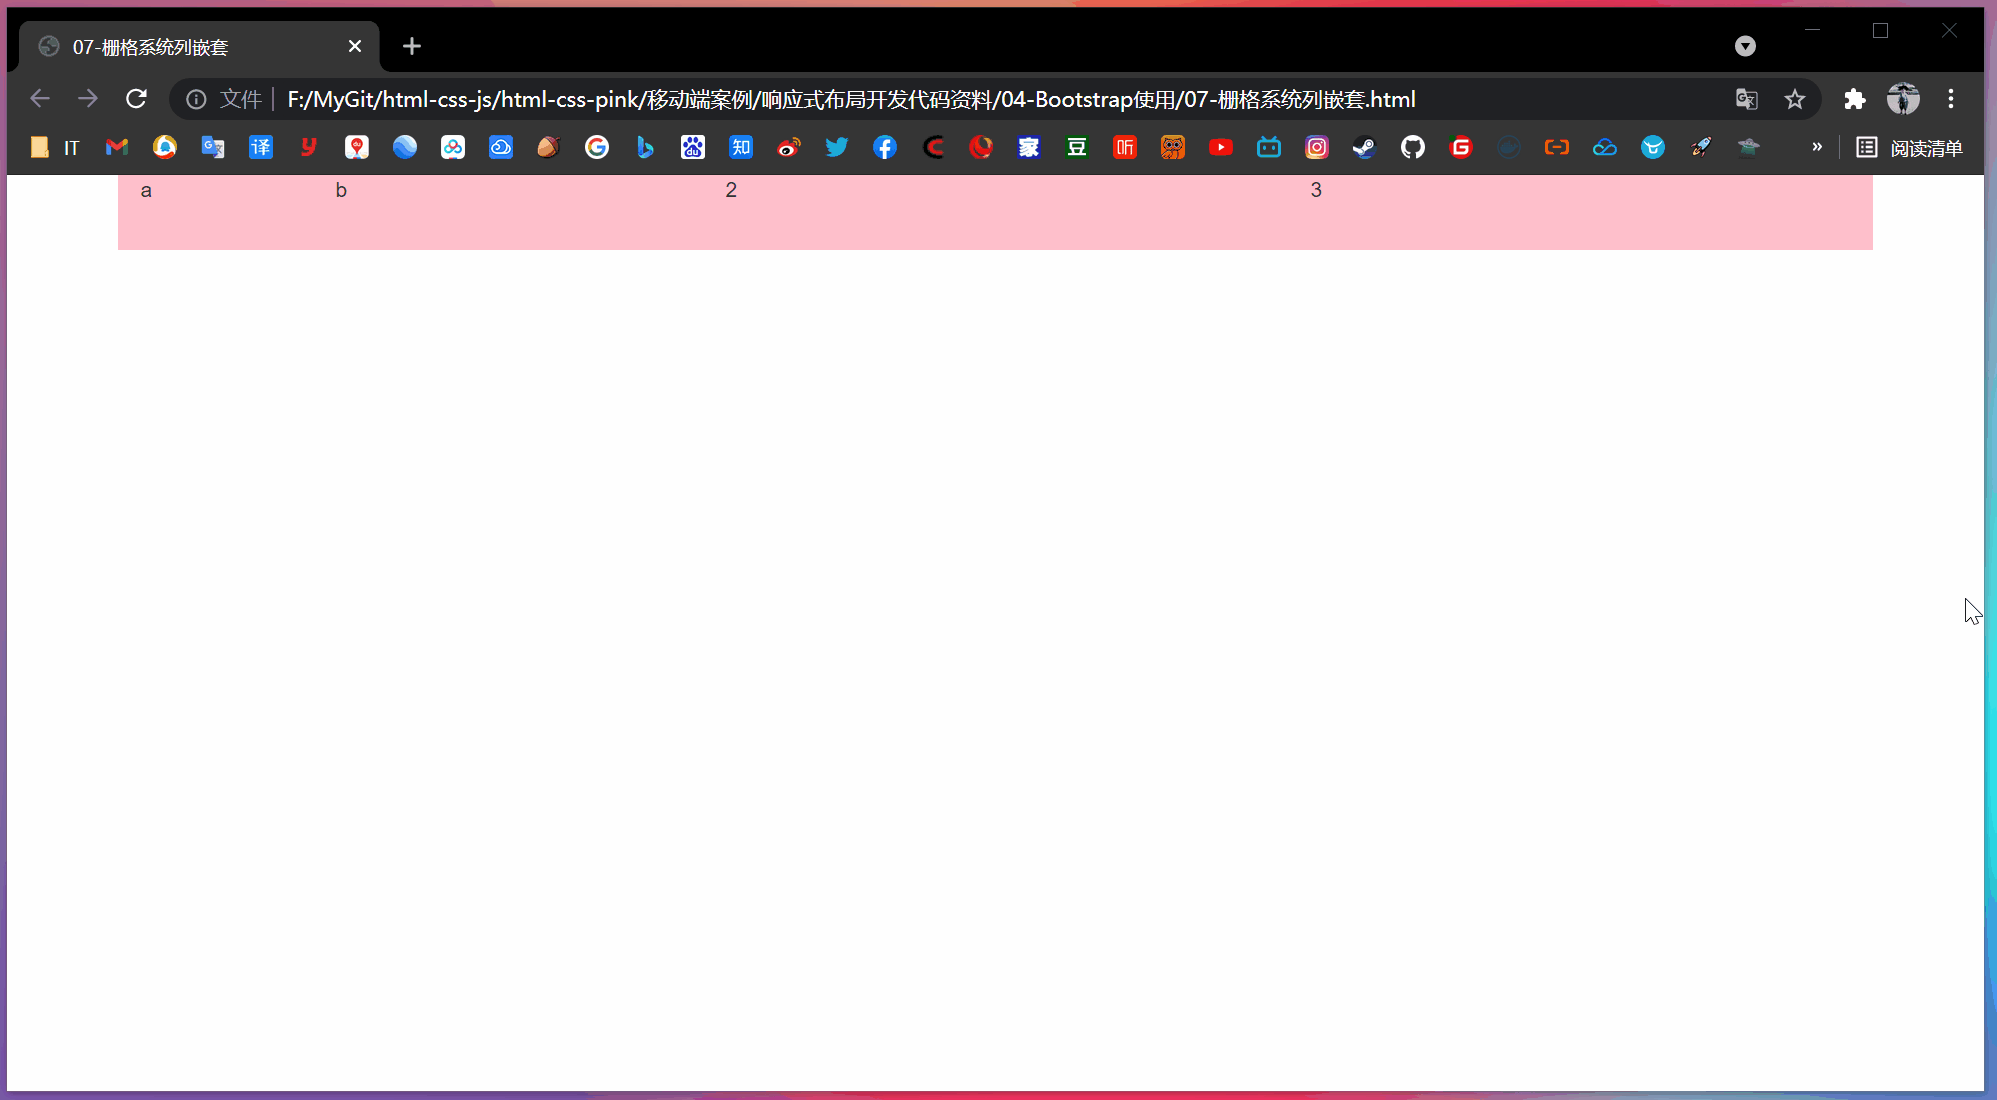 07-栅格系统列嵌套
文件 F:/MyGit/html-css-js/html-css-pink/移动端案例/响应式布局开发代码资料/04-Bootstrap使用/07-栅格系统列嵌套.html
IT 译 y du du 知 家 豆 听 » 阅读清单
a b 2 3